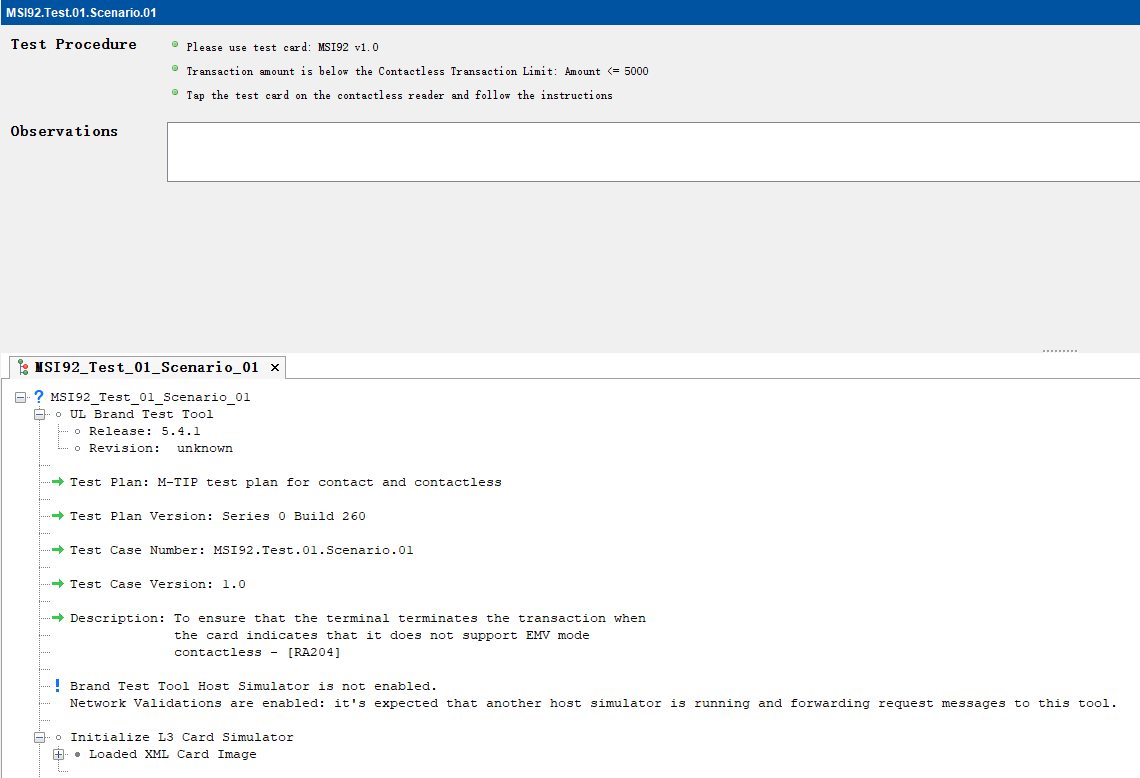 MSI92.Test.01.Scenario.01
Test Procedure
Please use test card: MSI92 v1.0
Transaction amount is below the Contactless Transaction Limit: Amount <= 5000
Tap the test card on the contactless reader and follow the instructions
Observations
MSI92_Test_01_Scenario_01 ×
? MSI92_Test_01_Scenario_01
UL Brand Test Tool
Release: 5.4.1
Revision: unknown
Test Plan: M-TIP test plan for contact and contactless
Test Plan Version: Series 0 Build 260
Test Case Number: MSI92.Test.01.Scenario.01
Test Case Version: 1.0
Description: To ensure that the terminal terminates the transaction when
the card indicates that it does not support EMV mode
contactless - [RA204]
! Brand Test Tool Host Simulator is not enabled.
Network Validations are enabled: it's expected that another host simulator is running and forwarding request messages to this tool.
Initialize L3 Card Simulator
Loaded XML Card Image